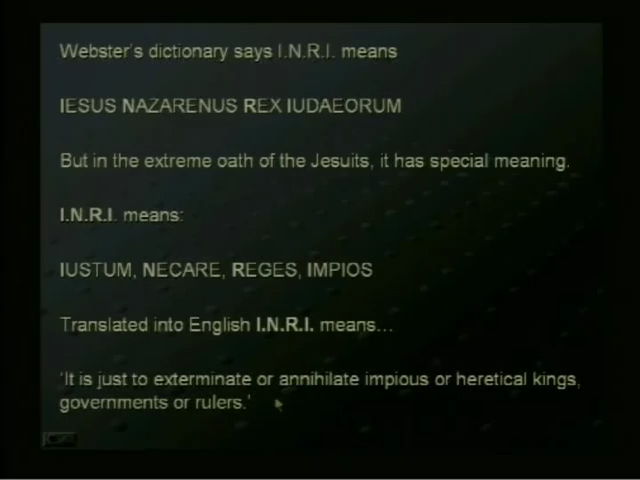 Webster's dictionary says I.N.R.I. means
IESUS NAZARENUS REX IUDAEORUM
But in the extreme oath of the Jesuits, it has special meaning.
I.N.R.I. means:
IUSTUM, NECARE, REGES, IMPIOS
Translated into English I.N.R.I. means...
'It is just to exterminate or annihilate impious or heretical kings,
governments or rulers.'